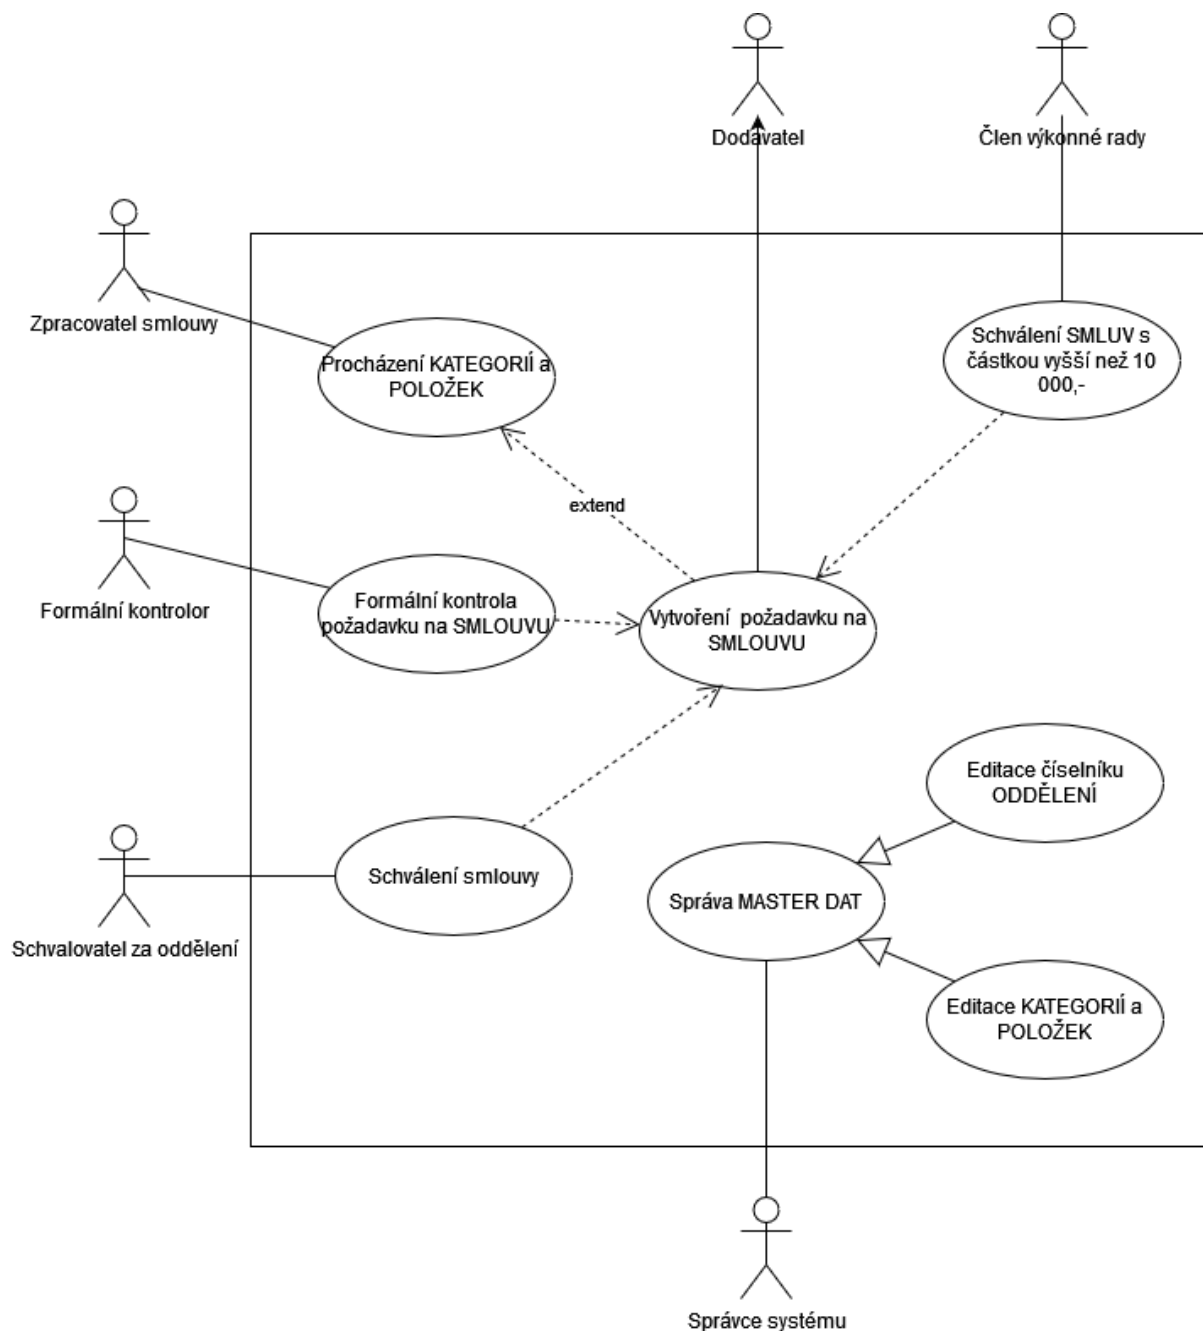 Dodavatel
Člen výkonné rady
Zpracovatel smlouvy
Procházení KATEGORIÍ a
POLOŽEK
Schválení SMLUV s
částkou vyšší než 10
000,-
extend
Formální kontrolor
Formální kontrola
požadavku na SMLOUVU
Vytvoření požadavku na
SMLOUVU
Editace číselníku
ODDĚLENÍ
Schválení smlouvy
Schvalovatel za oddělení
Správa MASTER DAT
Editace KATEGORIÍ a
POLOŽEK
Správce systému